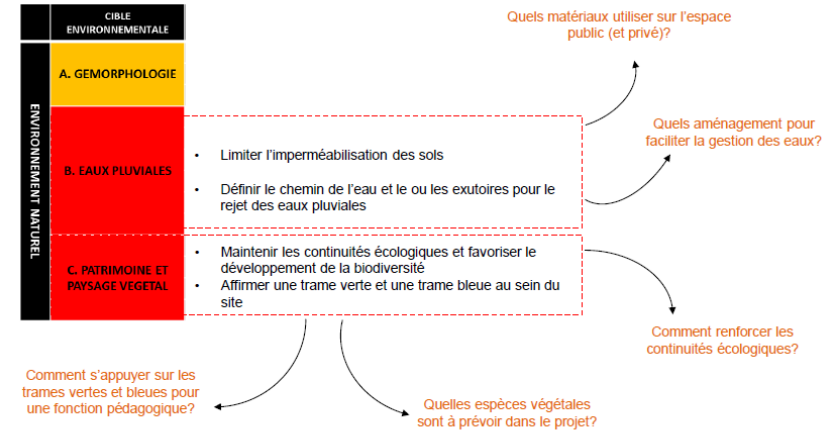 CIBLE
ENVIRONNEMENTALE
Quels matériaux utiliser sur l'espace
public (et privé)?
ENVIRONNEMENT NATUREL
A. GEMORPHOLOGIE
B. EAUX PLUVIALES
• Limiter l'imperméabilisation des sols
• Définir le chemin de l'eau et le ou les exutoires pour le
rejet des eaux pluviales
Quels aménagement pour
faciliter la gestion des eaux?
C. PATRIMOINE ET
PAYSAGE VEGETAL
• Maintenir les continuités écologiques et favoriser le
développement de la biodiversité
• Affirmer une trame verte et une trame bleue au sein du
site
Comment renforcer les
continuités écologiques?
Comment s'appuyer sur les
trames vertes et bleues pour
une fonction pédagogique?
Quelles espèces végétales
sont à prévoir dans le projet?